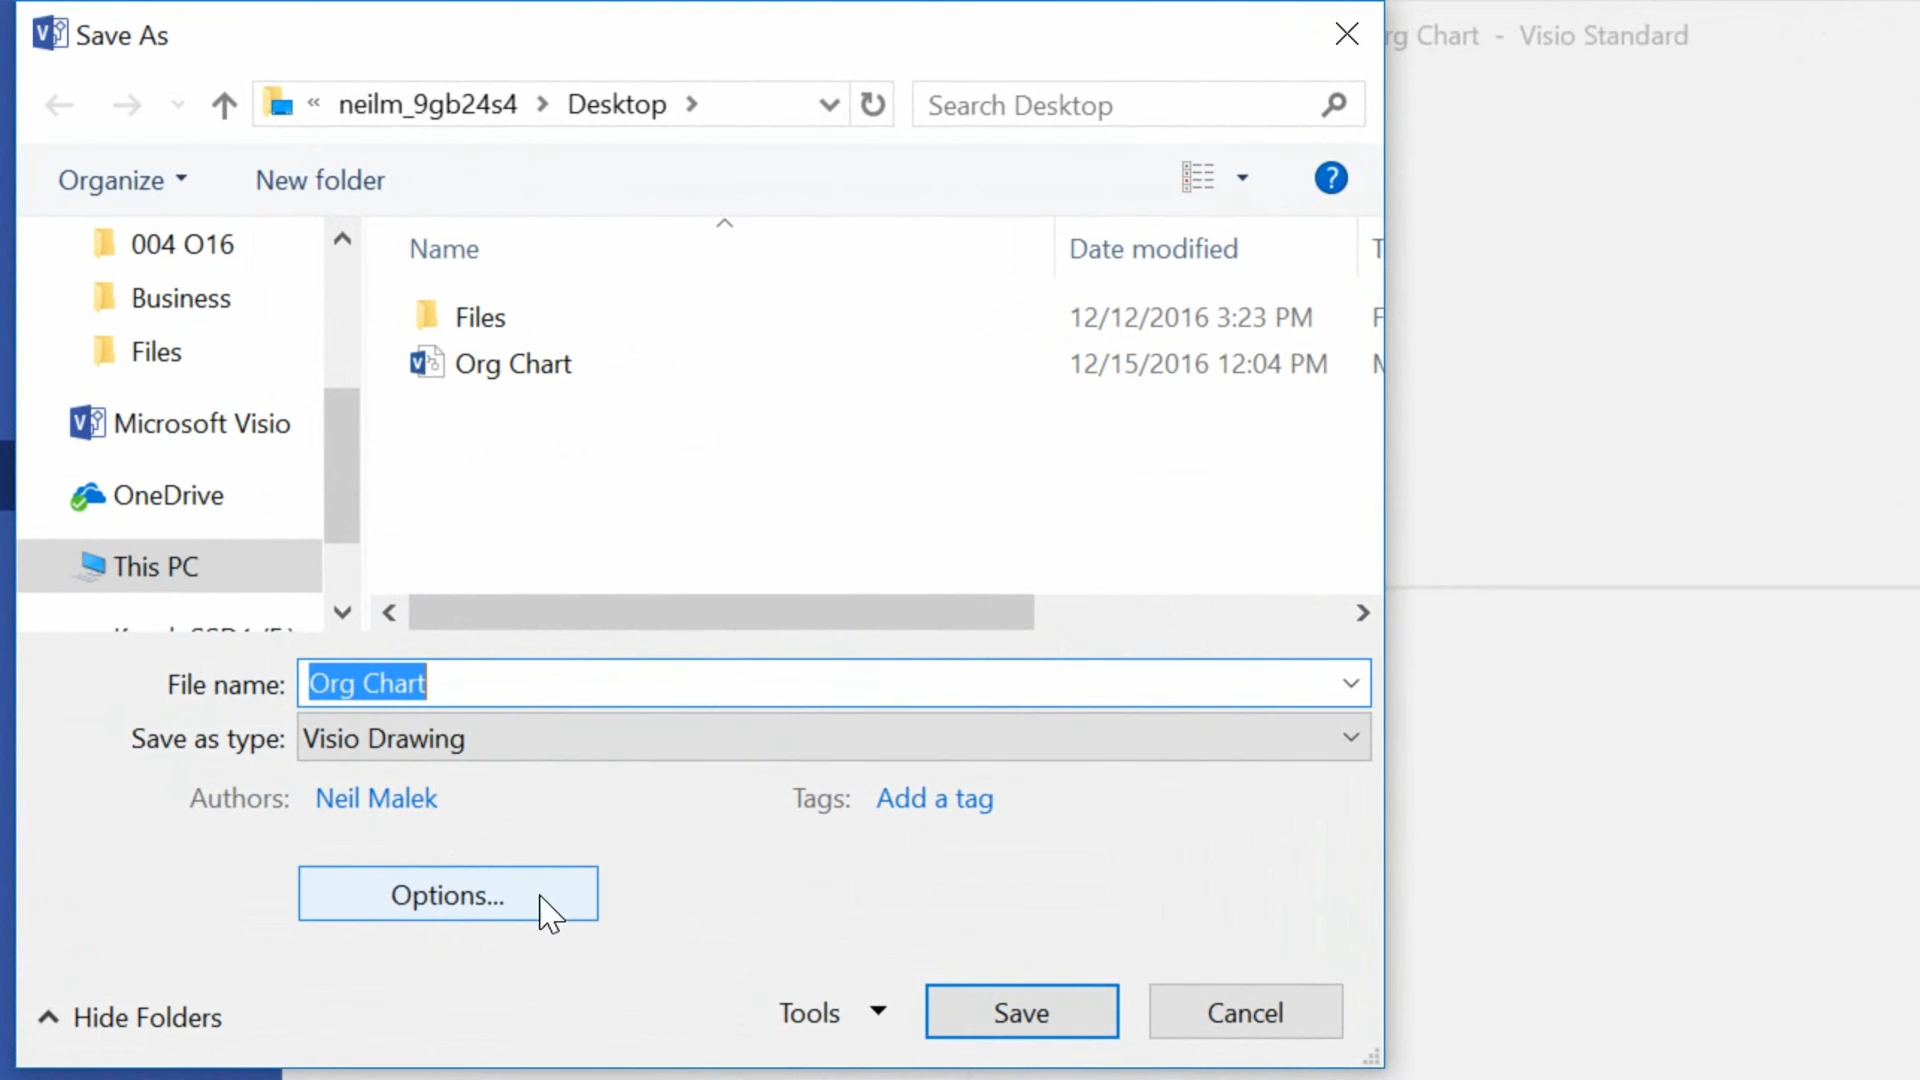 Save As
rg Chart - Visio Standard
« neilm_9gb24s4 > Desktop >
Search Desktop
Organize
New folder
?
004 O16
Business
Files
Microsoft Visio
OneDrive
This PC
Name
Date modified
T
Files
12/12/2016 3:23 PM
F
Org Chart
12/15/2016 12:04 PM
M
File name:
Org Chart
Save as type:
Visio Drawing
Authors:
Neil Malek
Tags:
Add a tag
Options...
Hide Folders
Tools
Save
Cancel